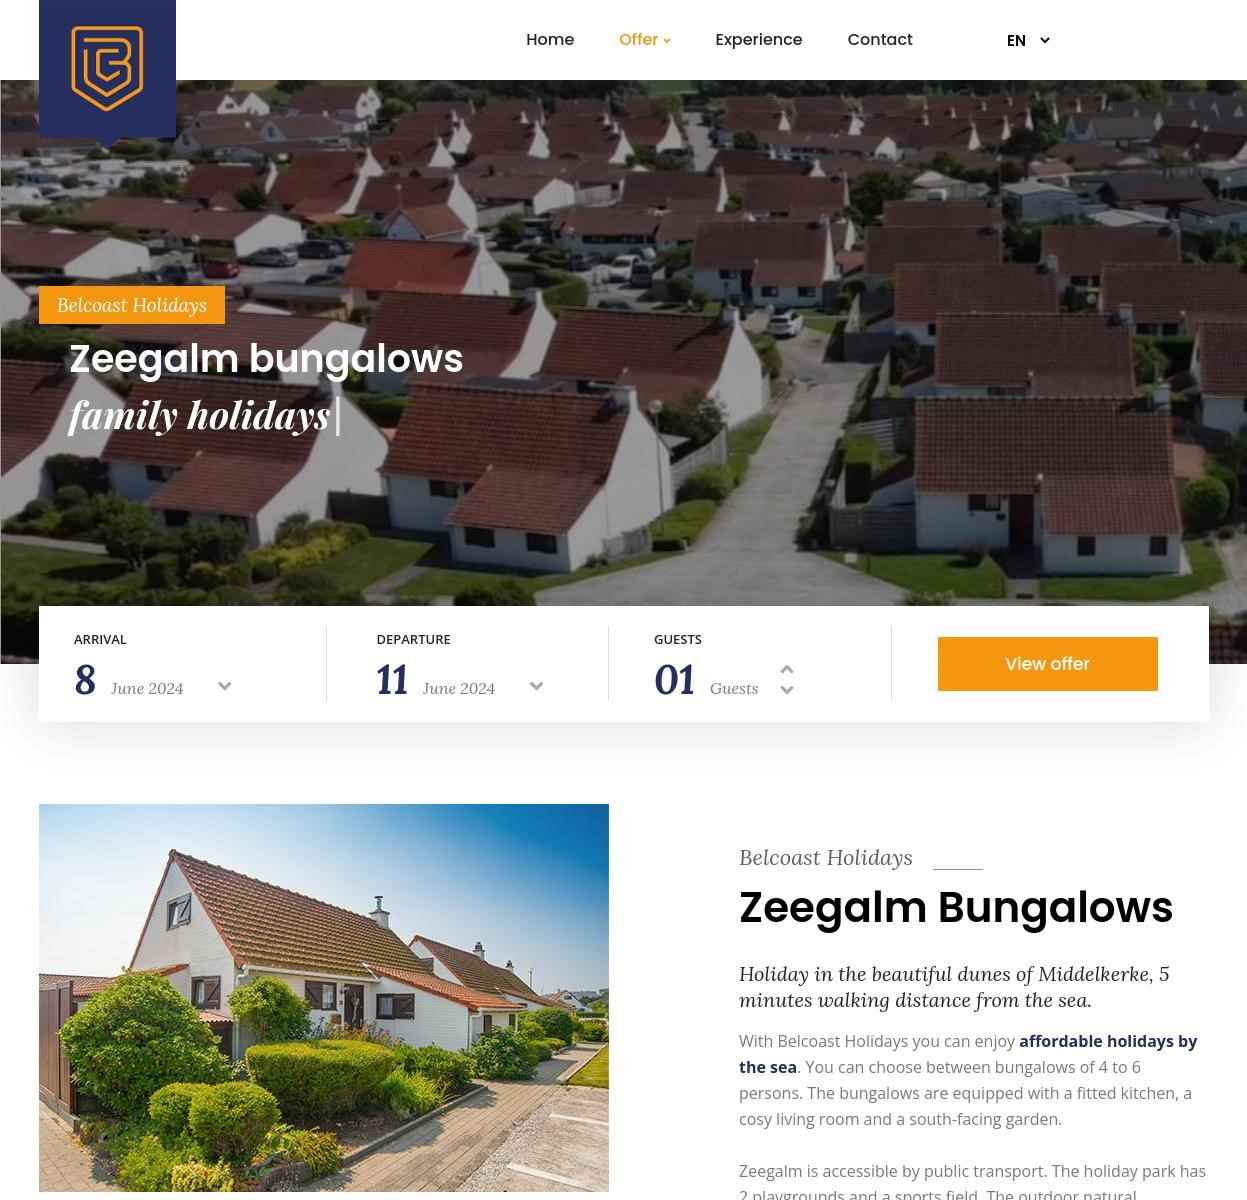 Home Offer Experience Contact EN
Belcoast Holidays
Zeegalm bungalows
family holidays|
ARRIVAL DEPARTURE GUESTS
8 June 2024 11 June 2024 01 Guests
View offer
Belcoast Holidays
Zeegalm Bungalows
Holiday in the beautiful dunes of Middelkerke, 5
minutes walking distance from the sea.
With Belcoast Holidays you can enjoy affordable holidays by
the sea. You can choose between bungalows of 4 to 6
persons. The bungalows are equipped with a fitted kitchen, a
cosy living room and a south-facing garden.
Zeegalm is accessible by public transport. The holiday park has
2 playgrounds and a sports field. The outdoor natural